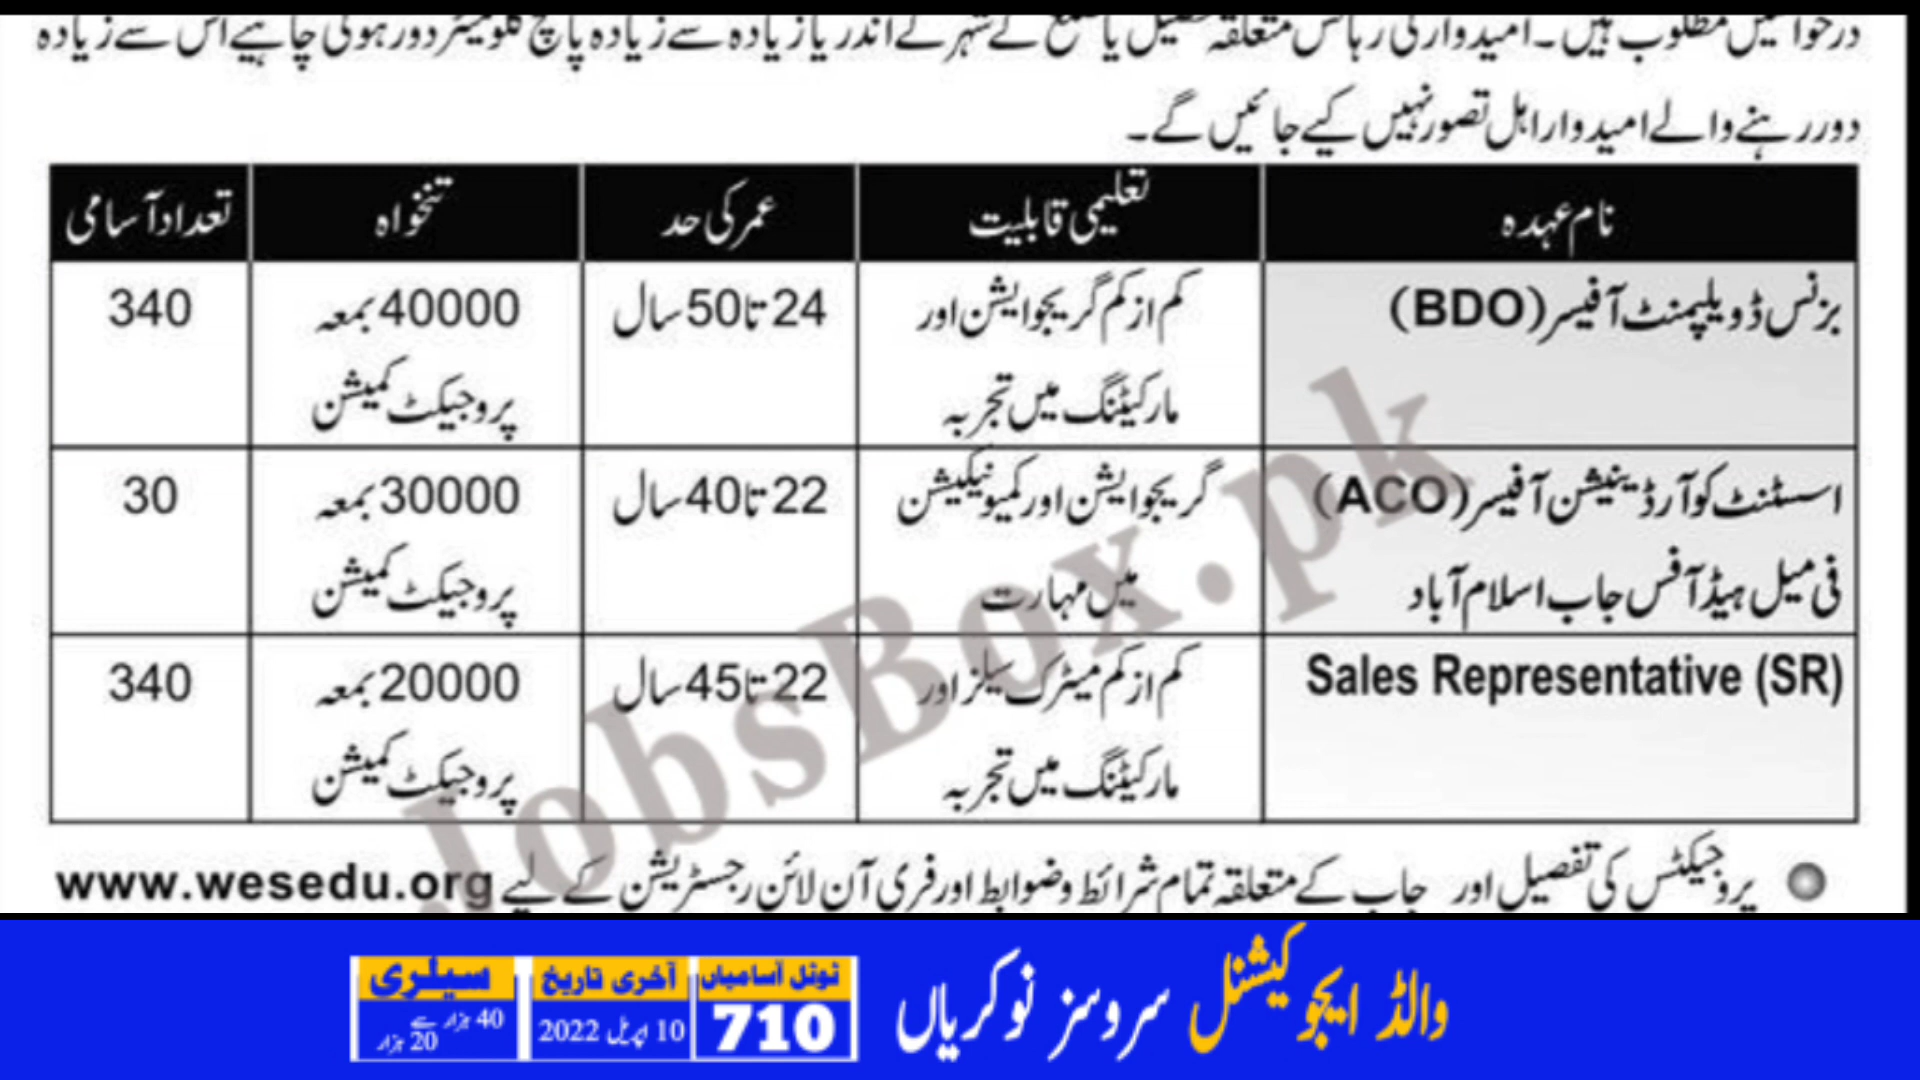 درخواستیں مطلوب ہیں۔ امیدوار کی رہائش متعلقہ تحصیل یا ضلع کے شہر کے اندر یا زیادہ سے زیادہ پانچ کلومیٹر دور ہونی چاہیے اس سے زیادہ
دور رہنے والے امیدوار اہل تصور نہیں کیے جائیں گے۔
نام عہدہ تعلیمی قابلیت عمر کی حد تنخواہ تعداد آسامی
بزنس ڈویلپمنٹ آفیسر (BDO) کم از کم گریجوایشن اور 24 تا 50 سال 40000 بمعہ 340
مارکیٹنگ میں تجربہ پروجیکٹ کمیشن
اسسٹنٹ کوآرڈینیشن آفیسر (ACO) گریجوایشن اور کمیونیکیشن 22 تا 40 سال 30000 بمعہ 30
فی میل ہیڈ آفس جاب اسلام آباد میں مہارت پروجیکٹ کمیشن
Sales Representative (SR) کم از کم میٹرک سیلز اور 22 تا 45 سال 20000 بمعہ 340
مارکیٹنگ میں تجربہ پروجیکٹ کمیشن
JobsBox.pk
پروجیکٹس کی تفصیل اور جاب کے متعلقہ تمام شرائط و ضوابط اور فری آن لائن رجسٹریشن کے لیے www.wesedu.org
والڈ ایجوکیشنل سروسز نوکریاں
ٹوٹل آسامیاں
710
آخری تاریخ
10 اپریل 2022
سیلری
40 ہزار سے
20 ہزار